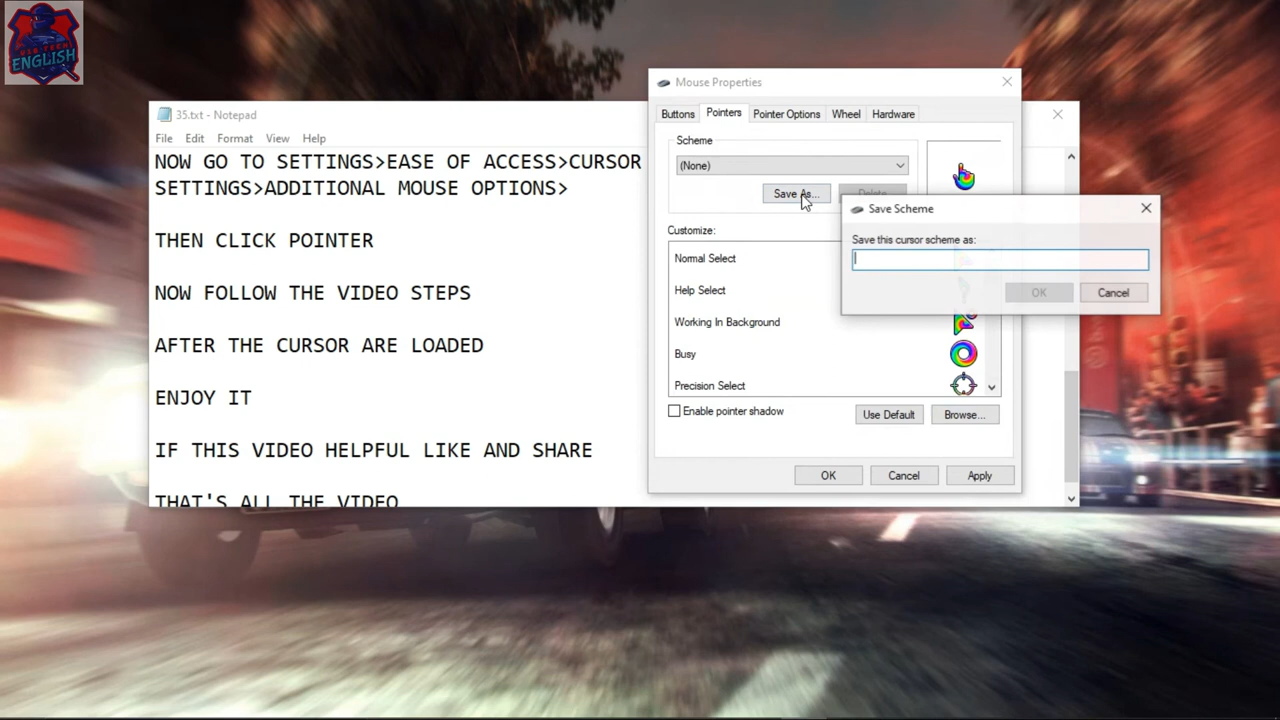 ENGLISH
35.txt - Notepad
File Edit Format View Help
NOW GO TO SETTINGS>EASE OF ACCESS>CURSOR
SETTINGS>ADDITIONAL MOUSE OPTIONS>
THEN CLICK POINTER
NOW FOLLOW THE VIDEO STEPS
AFTER THE CURSOR ARE LOADED
ENJOY IT
IF THIS VIDEO HELPFUL LIKE AND SHARE
THAT'S ALL THE VIDEO
Mouse Properties
Buttons Pointers Pointer Options Wheel Hardware
Scheme
(None)
Save As... Delete
Customize:
Normal Select
Help Select
Working In Background
Busy
Precision Select
Enable pointer shadow
Use Default Browse...
OK Cancel Apply
Save Scheme
Save this cursor scheme as:
OK Cancel